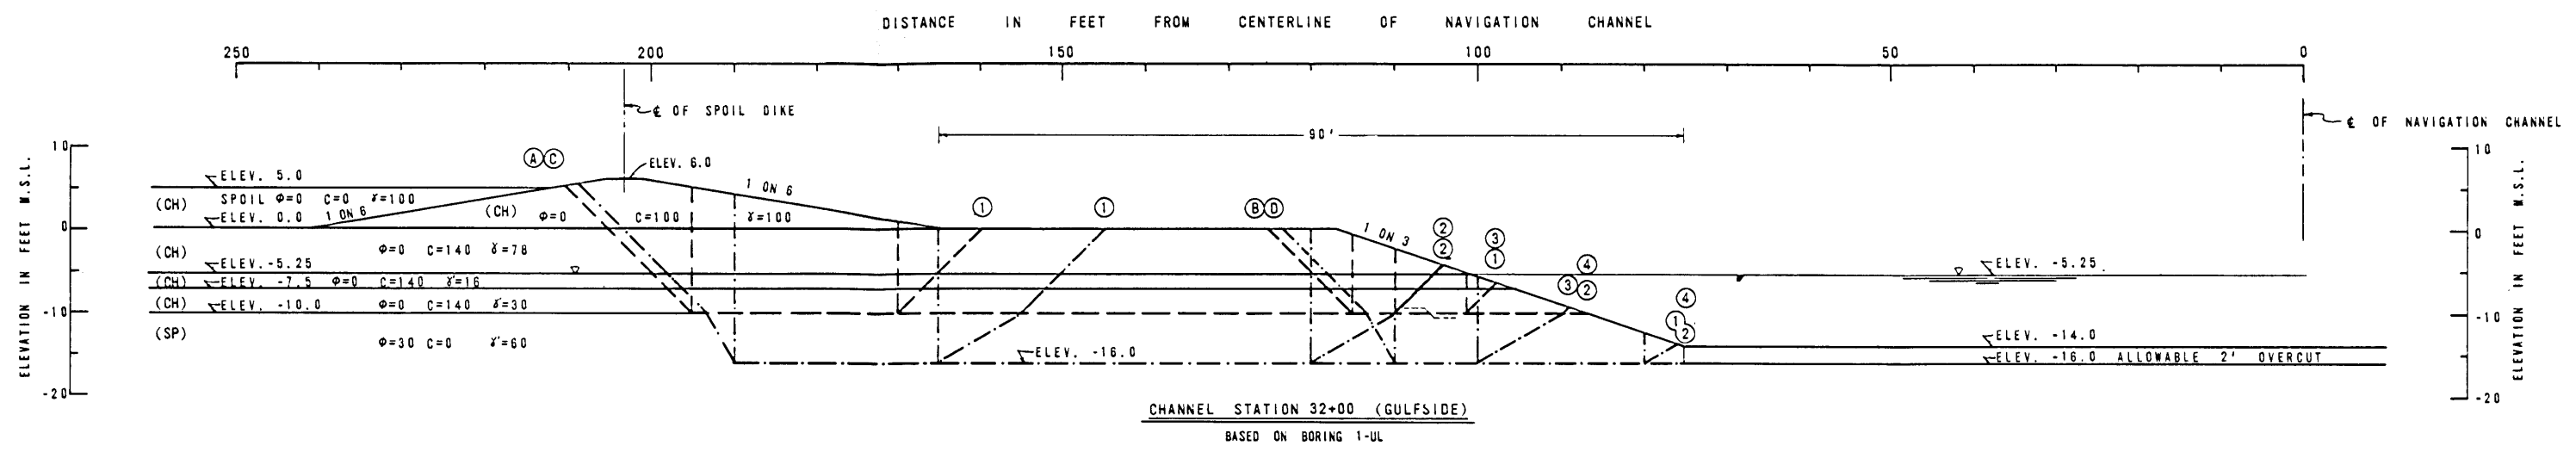 DISTANCE IN FEET FROM CENTERLINE OF NAVIGATION CHANNEL
250 200 150 100 50 0
℄ OF SPOIL DIKE
℄ OF NAVIGATION CHANNEL
90'
10 0 -10 -20
ELEVATION IN FEET M.S.L.
A C
ELEV. 6.0
ELEV. 5.0
(CH) SPOIL Φ=0 C=0 γ=100
ELEV. 0.0
1 ON 6
(CH) Φ=0 C=100 γ=100
1 ON 6
1 1
B D
1 ON 3
2 2
3 1
4
3 2
4
1 2
(CH) Φ=0 C=140 γ=78
ELEV. -5.25
(CH) ELEV. -7.5 Φ=0 C=140 γ=16
(CH) ELEV. -10.0 Φ=0 C=140 γ=30
(SP) Φ=30 C=0 γ'=60
ELEV. -16.0
ELEV. -5.25
ELEV. -14.0
ELEV. -16.0 ALLOWABLE 2' OVERCUT
10 0 -10 -20
ELEVATION IN FEET M.S.L.
CHANNEL STATION 32+00 (GULFSIDE)
BASED ON BORING 1-UL